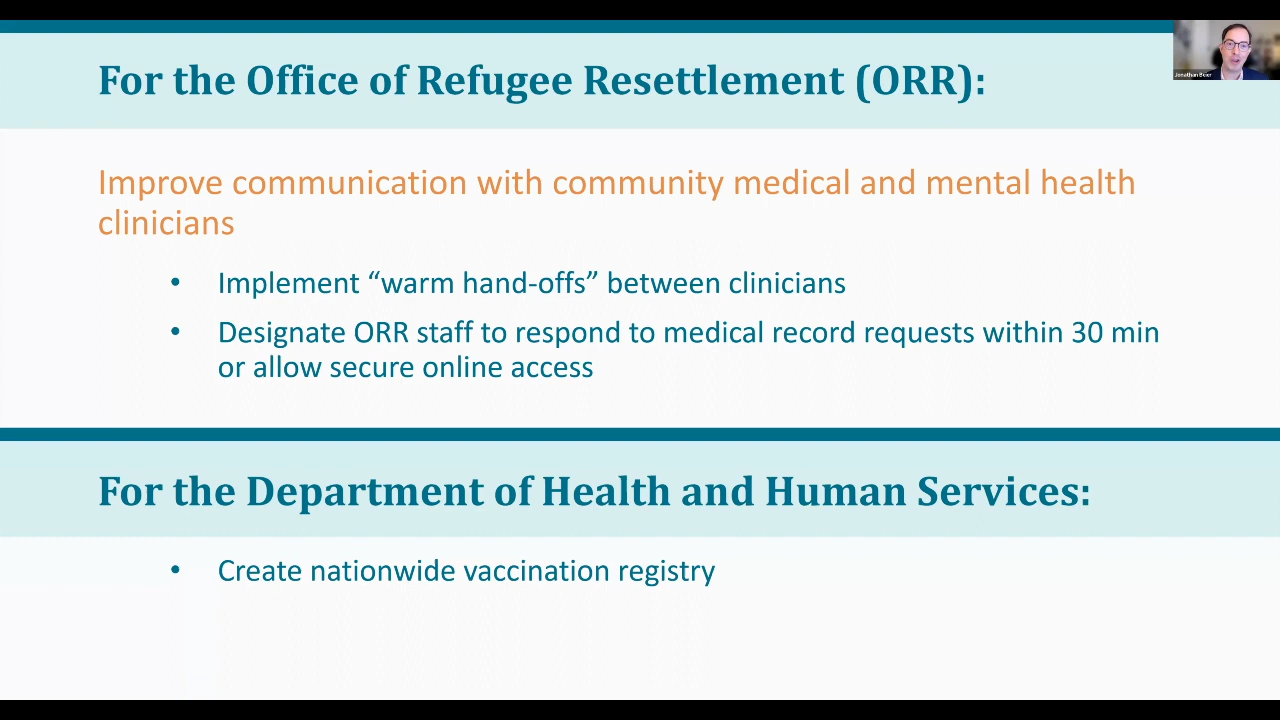 Jonathan Beier
For the Office of Refugee Resettlement (ORR):
Improve communication with community medical and mental health
clinicians
• Implement “warm hand-offs” between clinicians
• Designate ORR staff to respond to medical record requests within 30 min
or allow secure online access
For the Department of Health and Human Services:
• Create nationwide vaccination registry